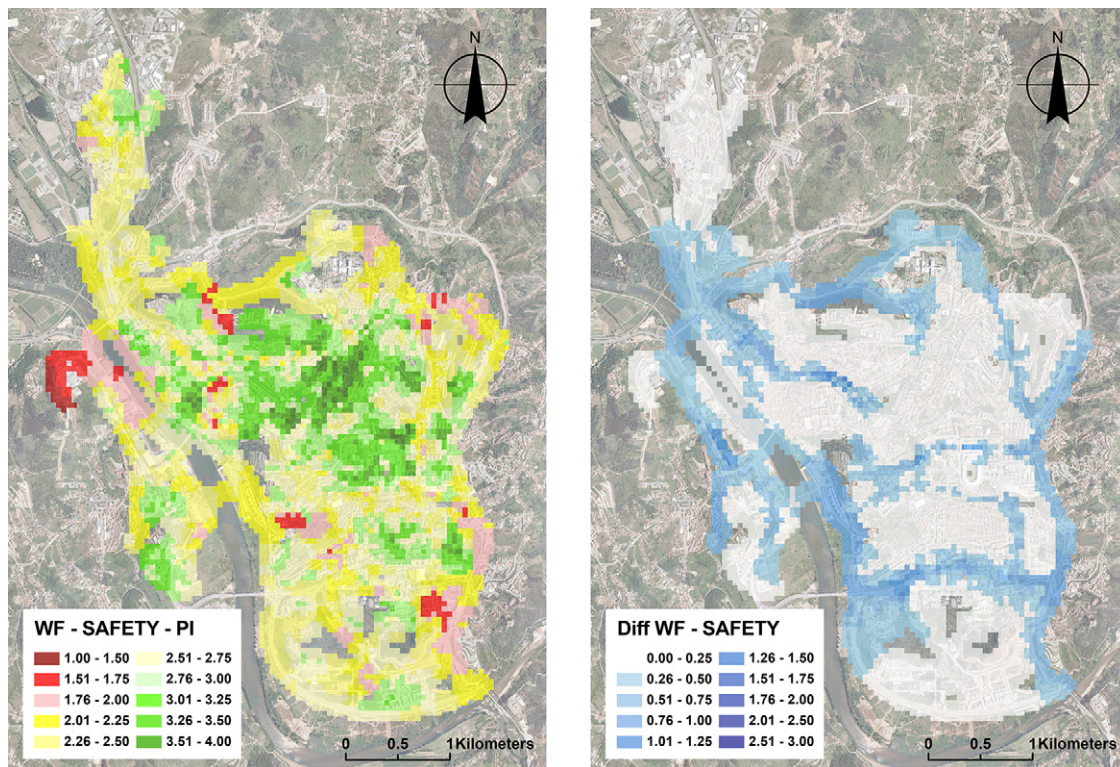 N
WF - SAFETY - PI
1.00 - 1.50 2.51 - 2.75
1.51 - 1.75 2.76 - 3.00
1.76 - 2.00 3.01 - 3.25
2.01 - 2.25 3.26 - 3.50
2.26 - 2.50 3.51 - 4.00
0 0.5 1Kilometers
N
Diff WF - SAFETY
0.00 - 0.25 1.26 - 1.50
0.26 - 0.50 1.51 - 1.75
0.51 - 0.75 1.76 - 2.00
0.76 - 1.00 2.01 - 2.50
1.01 - 1.25 2.51 - 3.00
0 0.5 1Kilometers